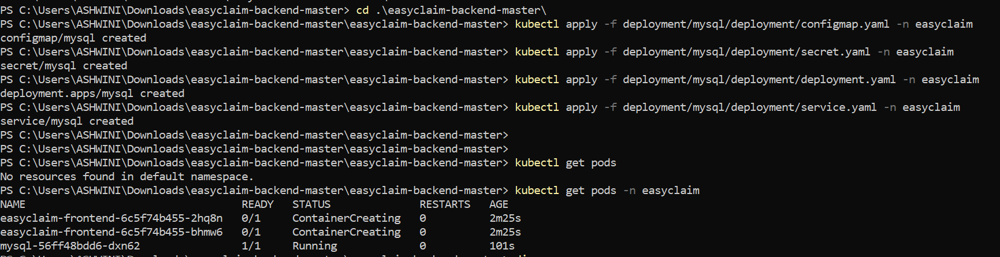 PS C:\Users\ASHWINI\Downloads\easyclaim-backend-master> cd .\easyclaim-backend-master\
PS C:\Users\ASHWINI\Downloads\easyclaim-backend-master\easyclaim-backend-master> kubectl apply -f deployment/mysql/deployment/configmap.yaml -n easyclaim
configmap/mysql created
PS C:\Users\ASHWINI\Downloads\easyclaim-backend-master\easyclaim-backend-master> kubectl apply -f deployment/mysql/deployment/secret.yaml -n easyclaim
secret/mysql created
PS C:\Users\ASHWINI\Downloads\easyclaim-backend-master\easyclaim-backend-master> kubectl apply -f deployment/mysql/deployment/deployment.yaml -n easyclaim
deployment.apps/mysql created
PS C:\Users\ASHWINI\Downloads\easyclaim-backend-master\easyclaim-backend-master> kubectl apply -f deployment/mysql/deployment/service.yaml -n easyclaim
service/mysql created
PS C:\Users\ASHWINI\Downloads\easyclaim-backend-master\easyclaim-backend-master>
PS C:\Users\ASHWINI\Downloads\easyclaim-backend-master\easyclaim-backend-master>
PS C:\Users\ASHWINI\Downloads\easyclaim-backend-master\easyclaim-backend-master> kubectl get pods
No resources found in default namespace.
PS C:\Users\ASHWINI\Downloads\easyclaim-backend-master\easyclaim-backend-master> kubectl get pods -n easyclaim
NAME                                  READY   STATUS              RESTARTS   AGE
easyclaim-frontend-6c5f74b455-2hq8n   0/1     ContainerCreating   0          2m25s
easyclaim-frontend-6c5f74b455-bhmw6   0/1     ContainerCreating   0          2m25s
mysql-56ff48bdd6-dxn62                1/1     Running             0          101s